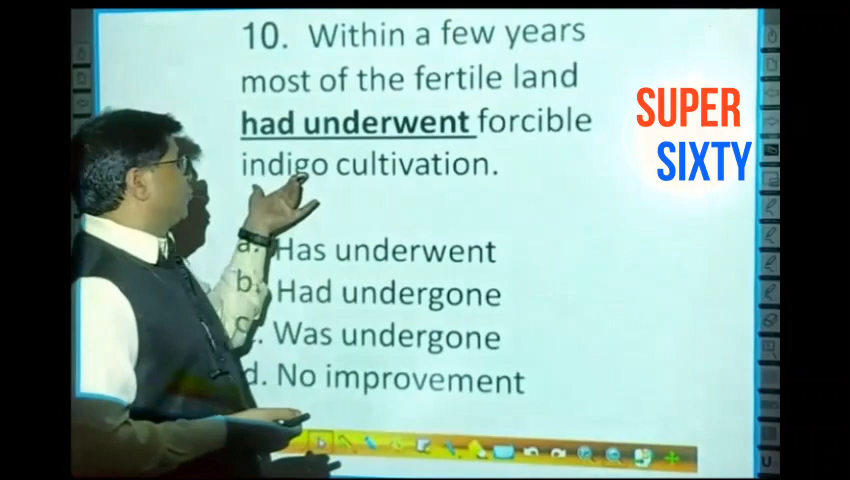 10. Within a few years
most of the fertile land
had underwent forcible
indigo cultivation.
a. Has underwent
b. Had undergone
c. Was undergone
d. No improvement
SUPER
SIXTY